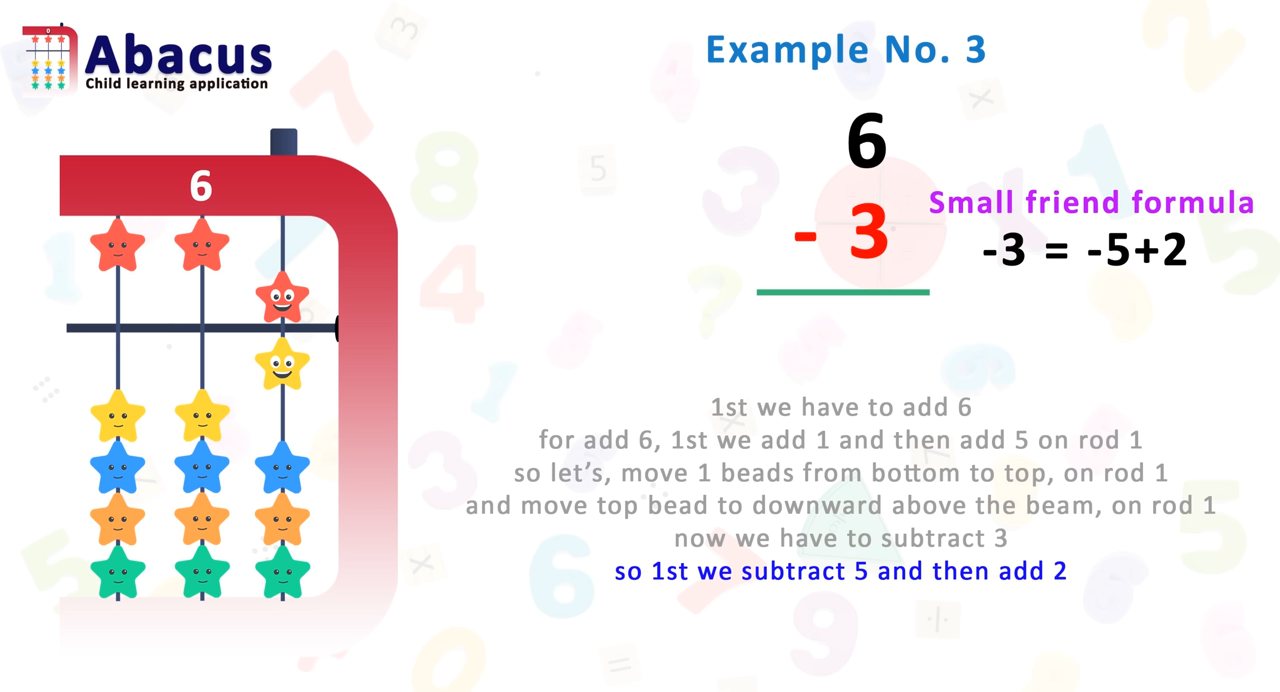 Abacus
Child learning application
6
Example No. 3
6
- 3
Small friend formula
-3 = -5+2
1st we have to add 6
for add 6, 1st we add 1 and then add 5 on rod 1
so let’s, move 1 beads from bottom to top, on rod 1
and move top bead to downward above the beam, on rod 1
now we have to subtract 3
so 1st we subtract 5 and then add 2